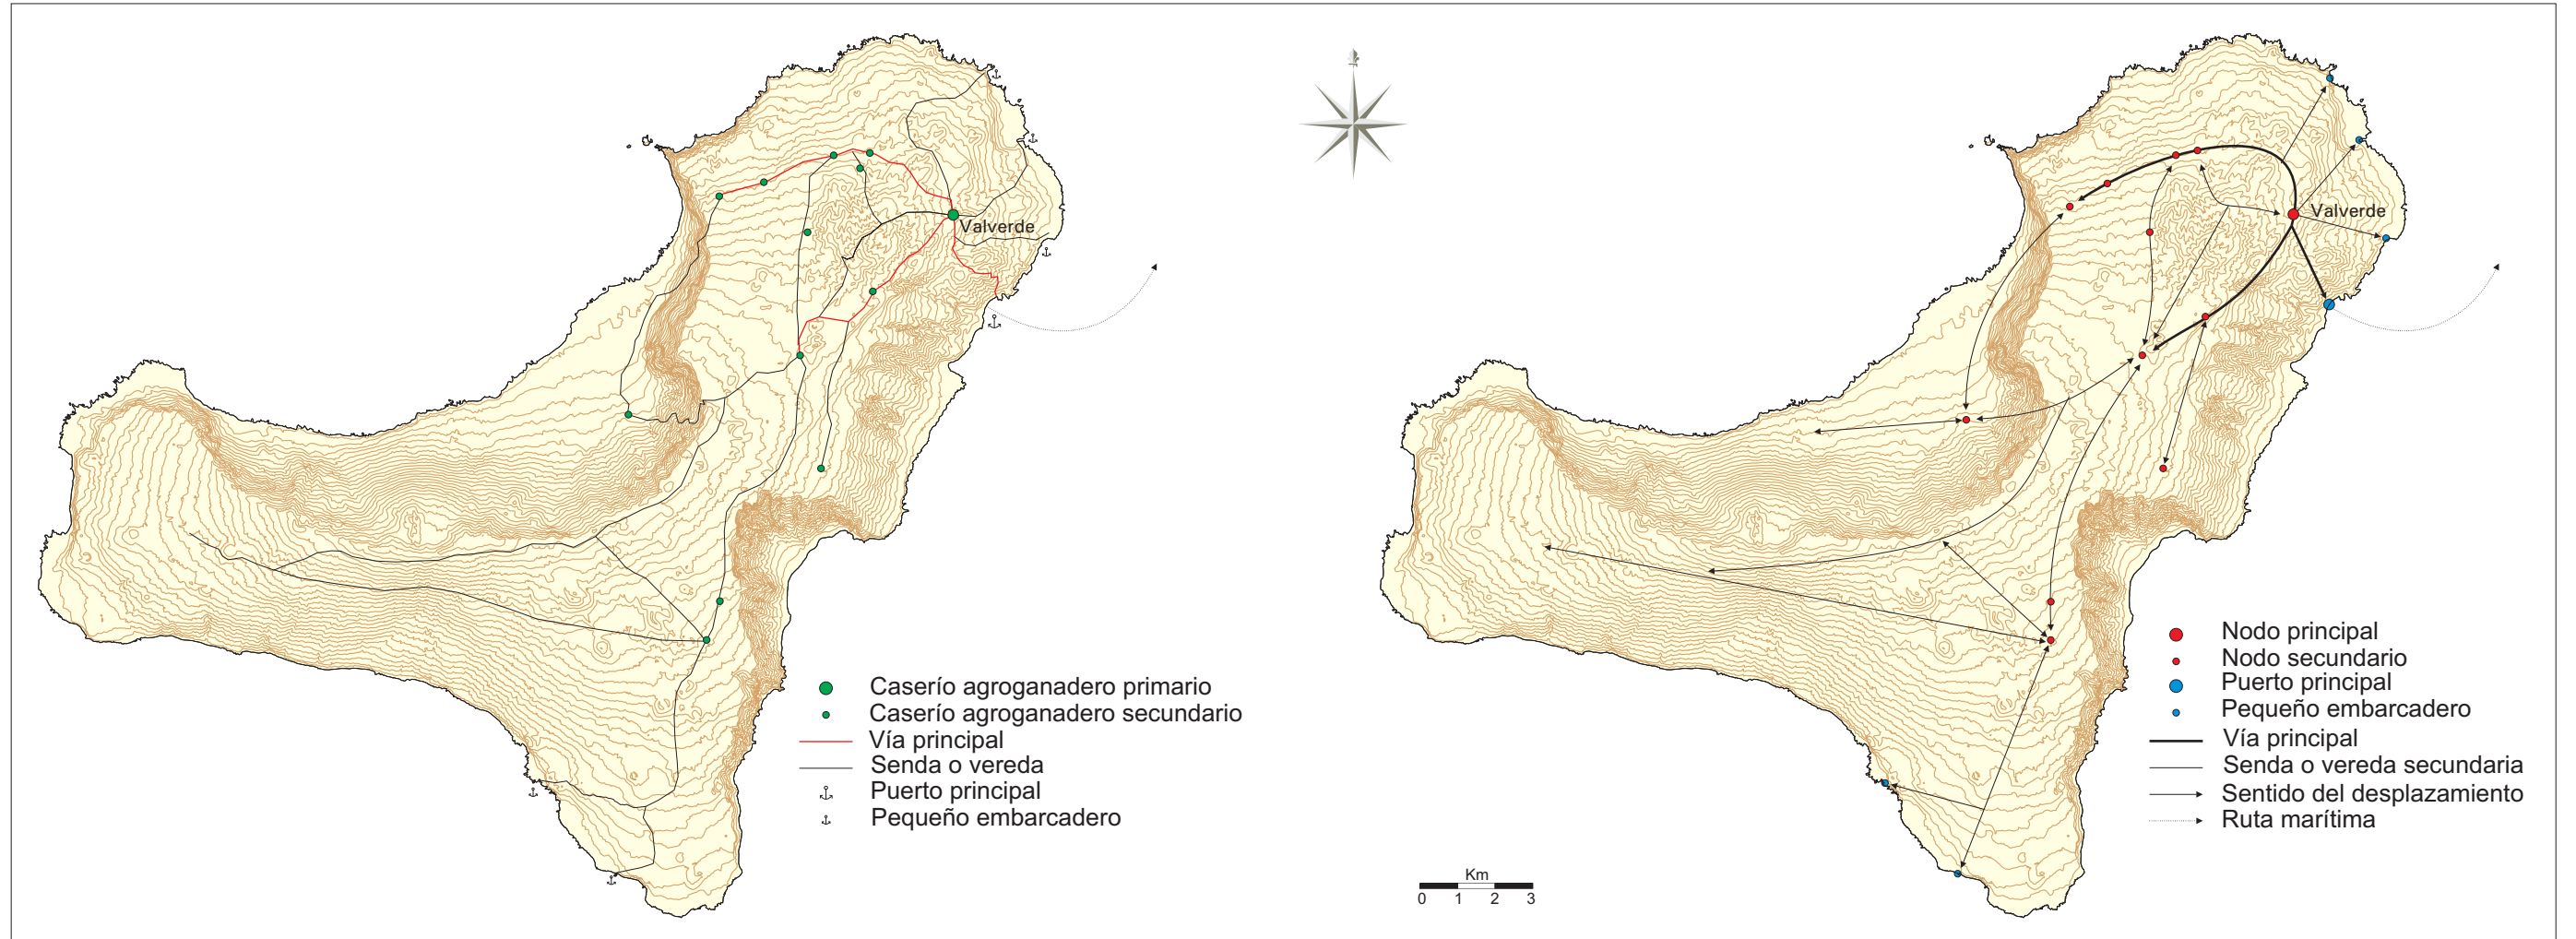 Valverde
Caserío agroganadero primario
Caserío agroganadero secundario
Vía principal
Senda o vereda
Puerto principal
Pequeño embarcadero
Valverde
Nodo principal
Nodo secundario
Puerto principal
Pequeño embarcadero
Vía principal
Senda o vereda secundaria
Sentido del desplazamiento
Ruta marítima
Km
0 1 2 3